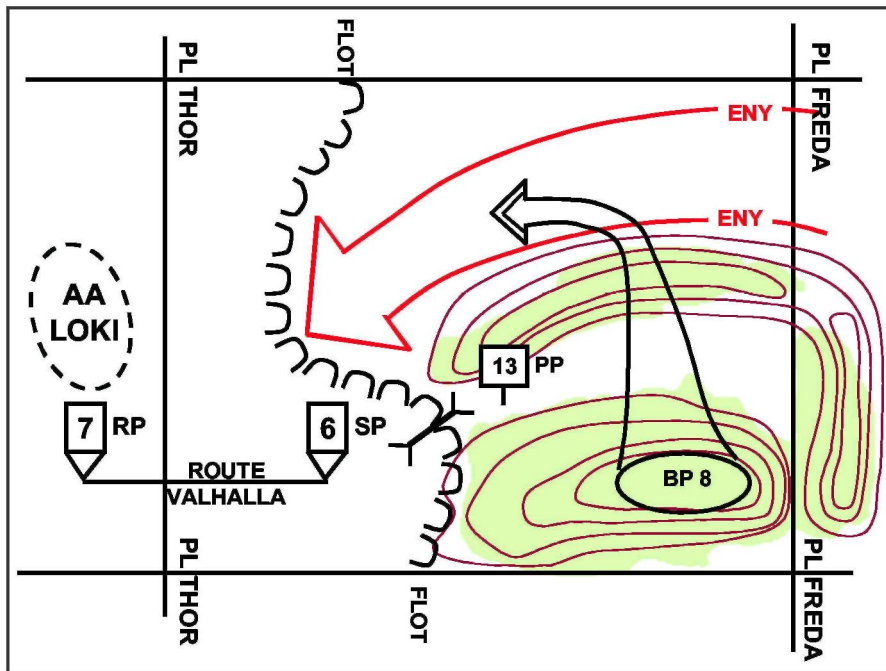 PL THOR
FLOT
PL FREDA
ENY
ENY
AA
LOKI
13 PP
7 RP
6 SP
ROUTE
VALHALLA
BP 8
PL THOR
FLOT
PL FREDA